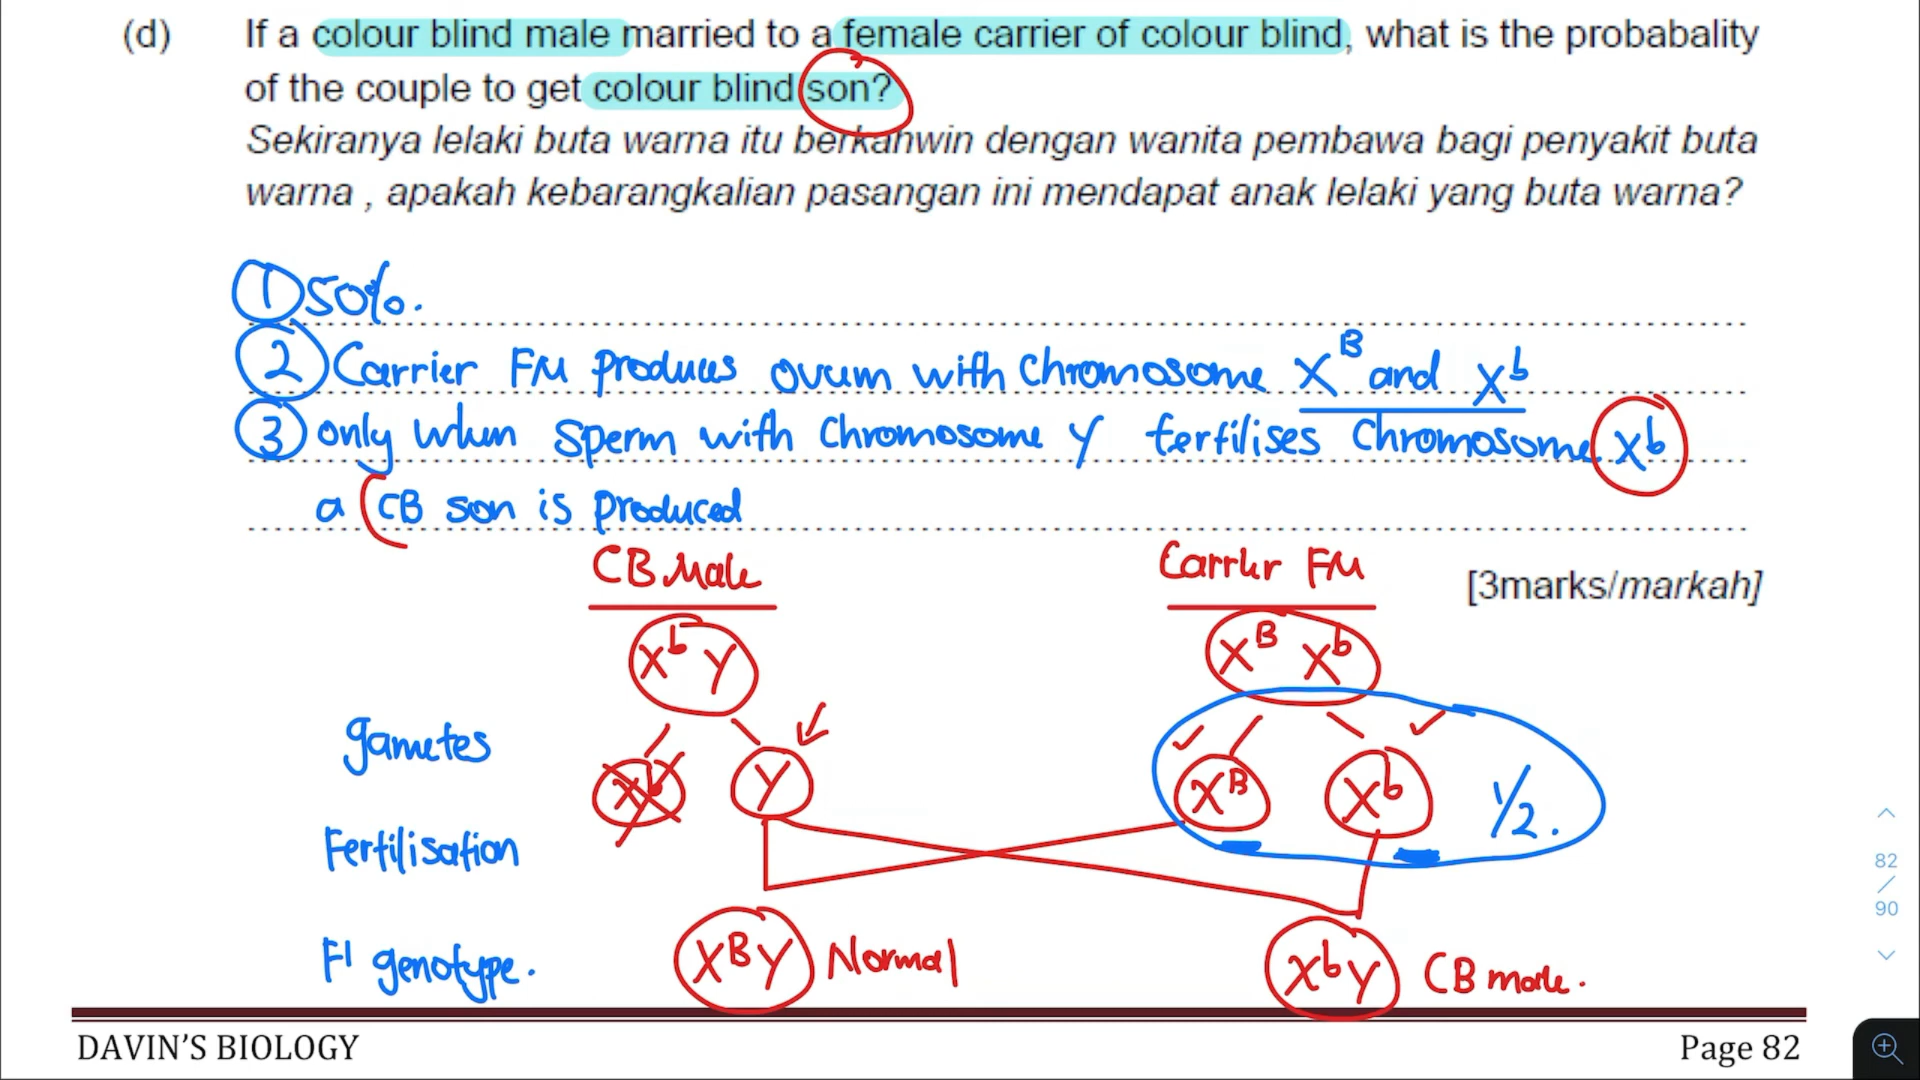 (d) If a colour blind male married to a female carrier of colour blind, what is the probabality
of the couple to get colour blind son?
Sekiranya lelaki buta warna itu berkahwin dengan wanita pembawa bagi penyakit buta
warna , apakah kebarangkalian pasangan ini mendapat anak lelaki yang buta warna?
① 50%.
② Carrier FM produces ovum with chromosome X^B and X^b
③ only when sperm with chromosome Y fertilises chromosome X^b
a CB son is produced
CB Male Carrier FM
[3marks/markah]
X^b Y X^B X^b
gametes
X^b Y X^B X^b 1/2.
Fertilisation
F1 genotype. X^B Y Normal X^b Y CB male.
DAVIN'S BIOLOGY Page 82
82
/
90